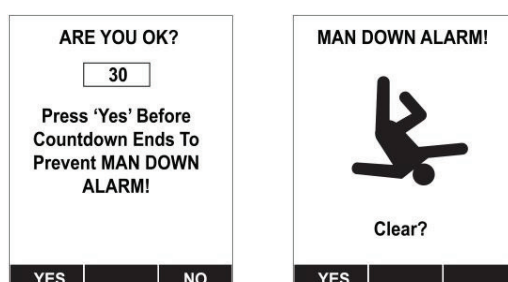 ARE YOU OK?
30
Press ‘Yes’ Before
Countdown Ends To
Prevent MAN DOWN
ALARM!
YES NO
MAN DOWN ALARM!
Clear?
YES